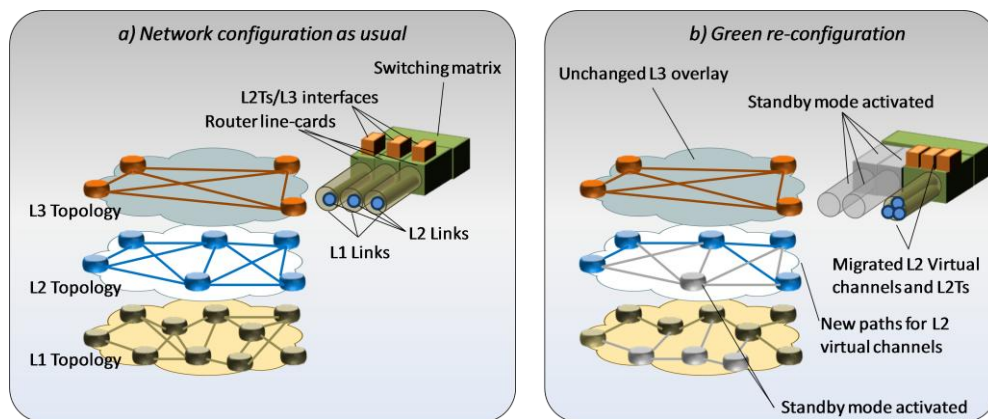 a) Network configuration as usual
Switching matrix
L2Ts/L3 interfaces
Router line-cards
L3 Topology
L2 Links
L1 Links
L2 Topology
L1 Topology
b) Green re-configuration
Unchanged L3 overlay
Standby mode activated
Migrated L2 Virtual
channels and L2Ts
New paths for L2
virtual channels
Standby mode activated